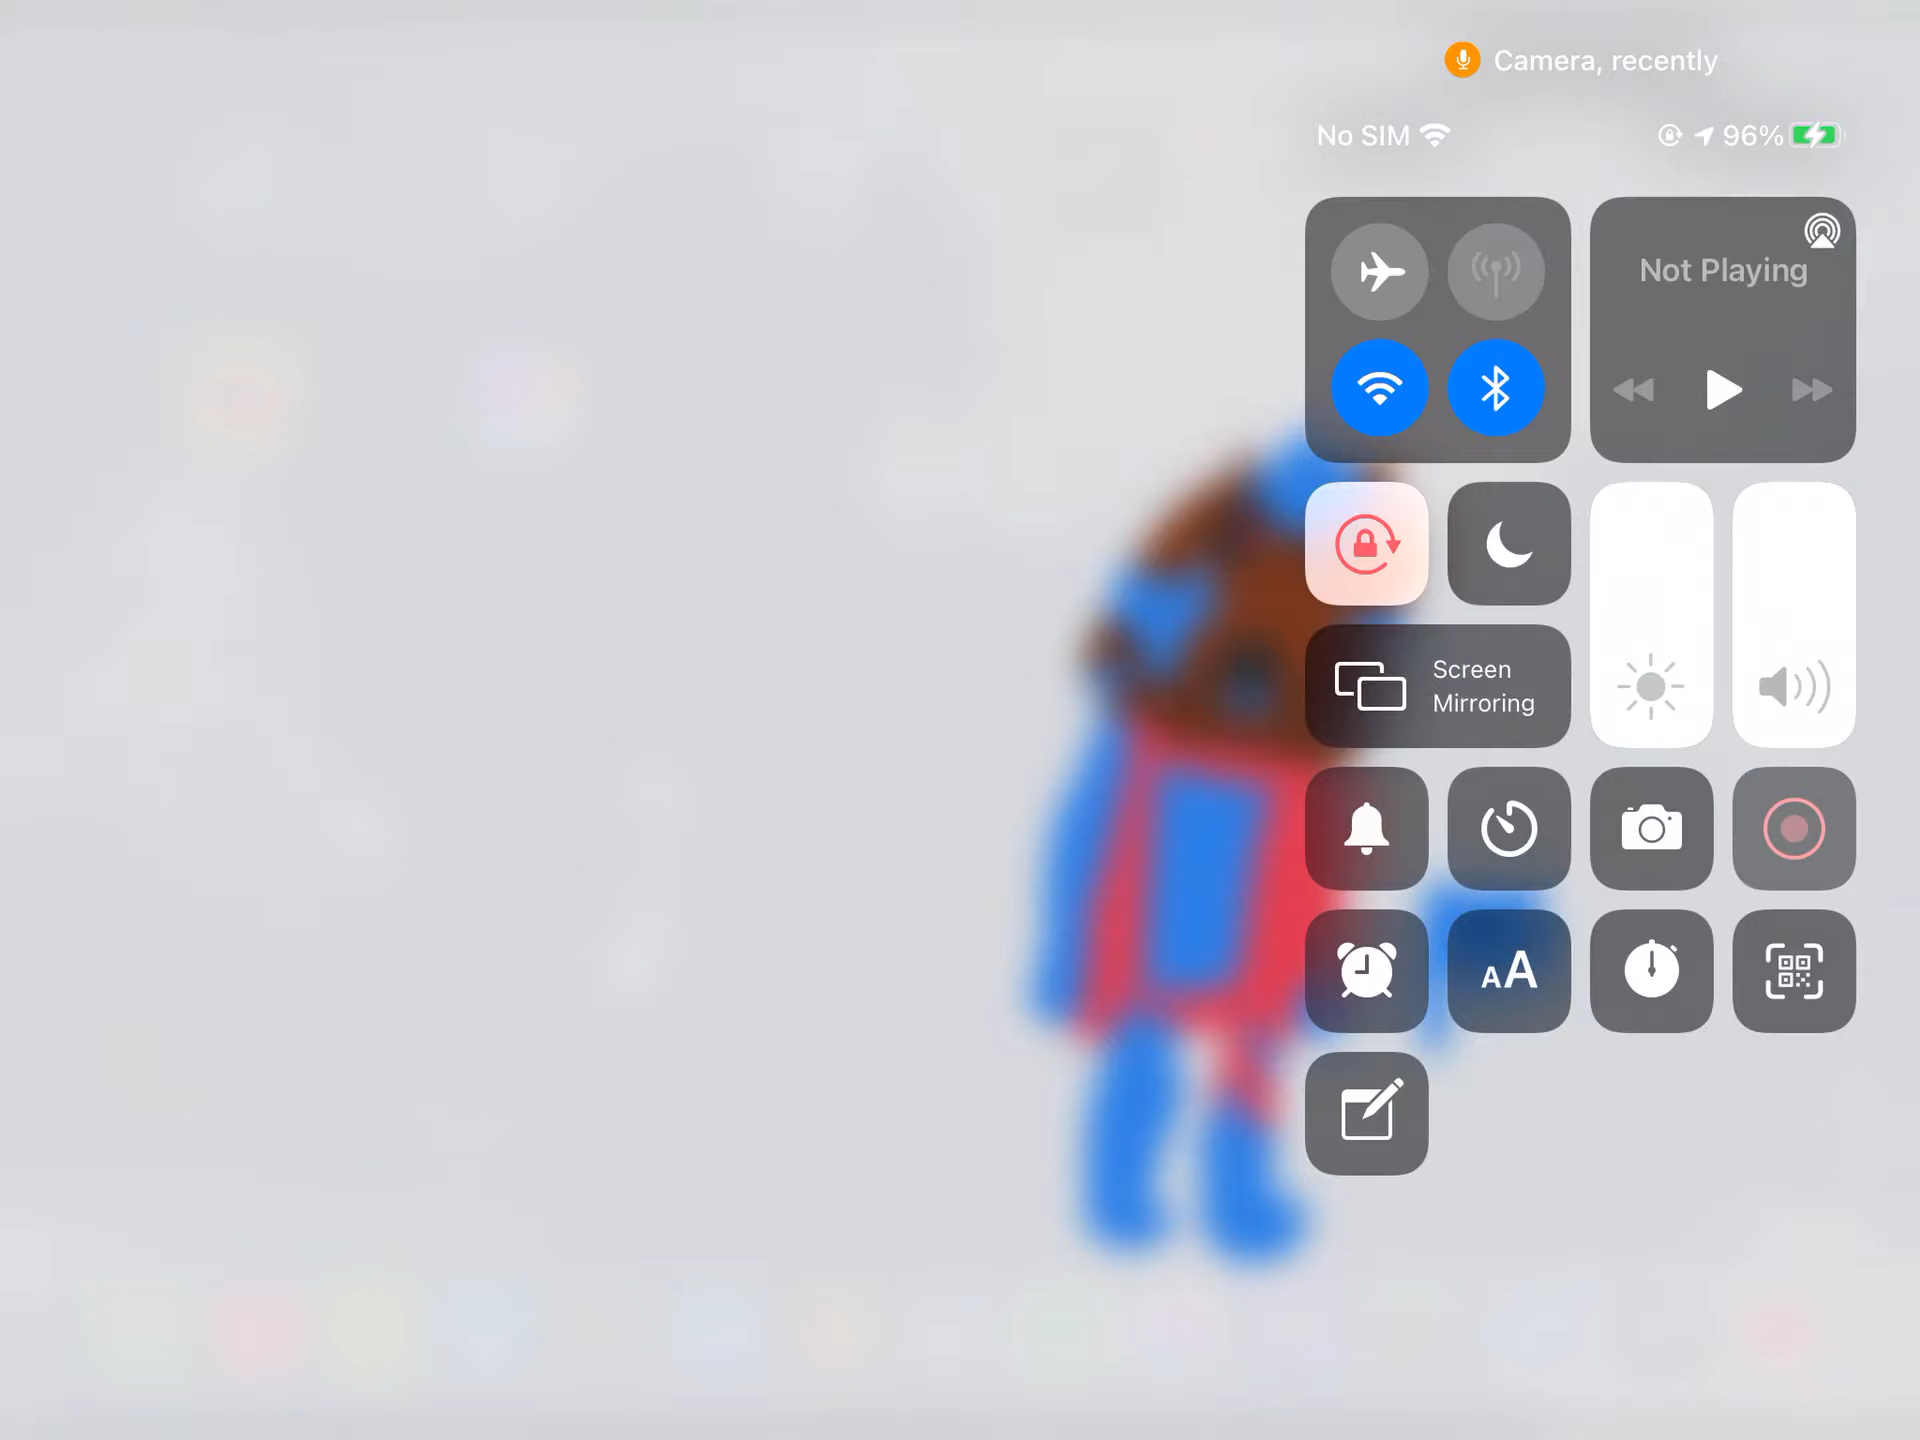 Camera, recently
No SIM 96%
Not Playing
Screen
Mirroring
AA